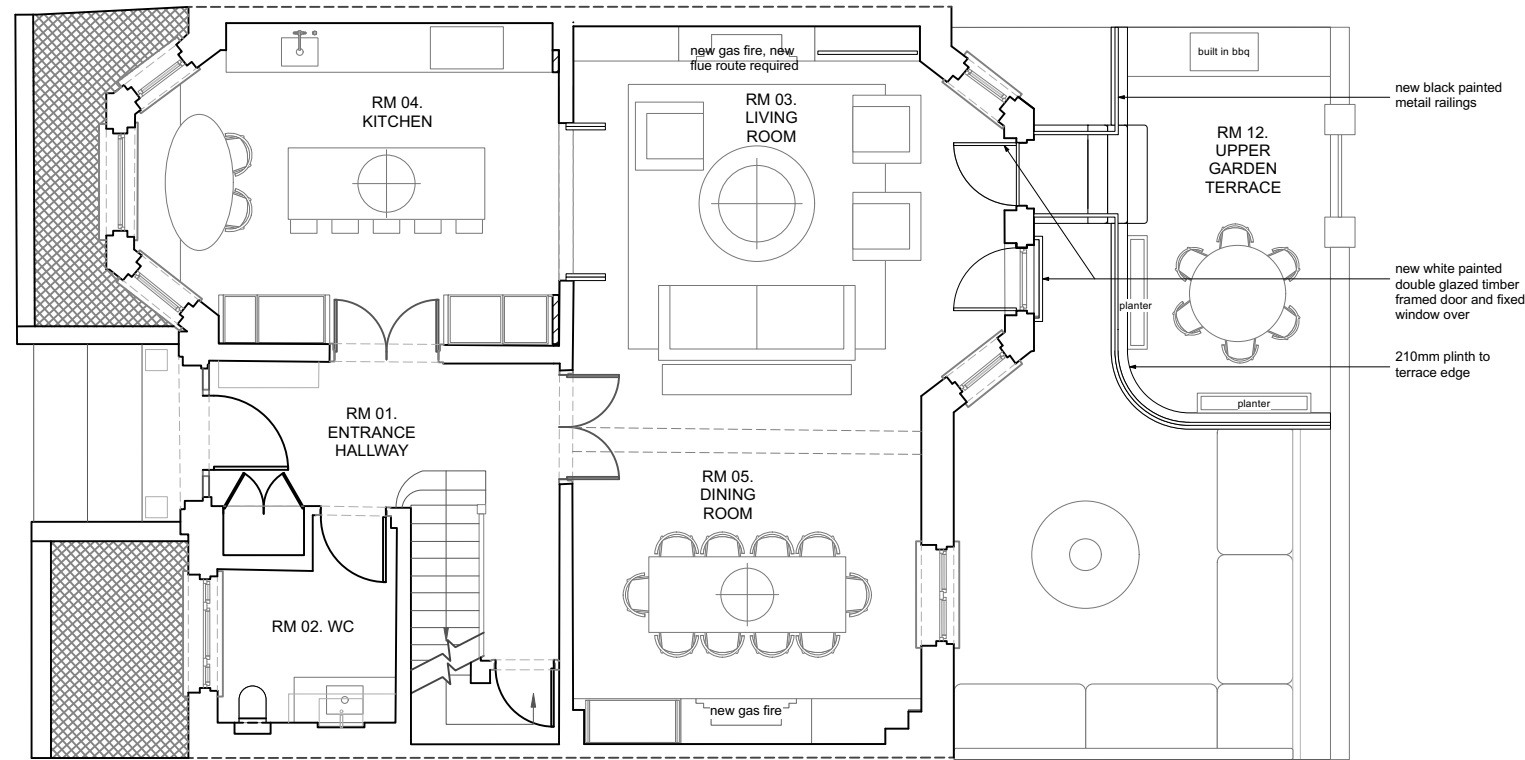 new gas fire, new
flue route required
RM 04.
KITCHEN
RM 03.
LIVING
ROOM
built in bbq
new black painted
metail railings
RM 12.
UPPER
GARDEN
TERRACE
new white painted
double glazed timber
framed door and fixed
window over
planter
210mm plinth to
terrace edge
planter
RM 01.
ENTRANCE
HALLWAY
RM 05.
DINING
ROOM
RM 02. WC
new gas fire